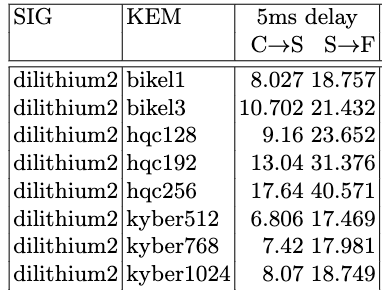 SIG KEM 5ms delay
C→S S→F
dilithium2 bikel1 8.027 18.757
dilithium2 bikel3 10.702 21.432
dilithium2 hqc128 9.16 23.652
dilithium2 hqc192 13.04 31.376
dilithium2 hqc256 17.64 40.571
dilithium2 kyber512 6.806 17.469
dilithium2 kyber768 7.42 17.981
dilithium2 kyber1024 8.07 18.749